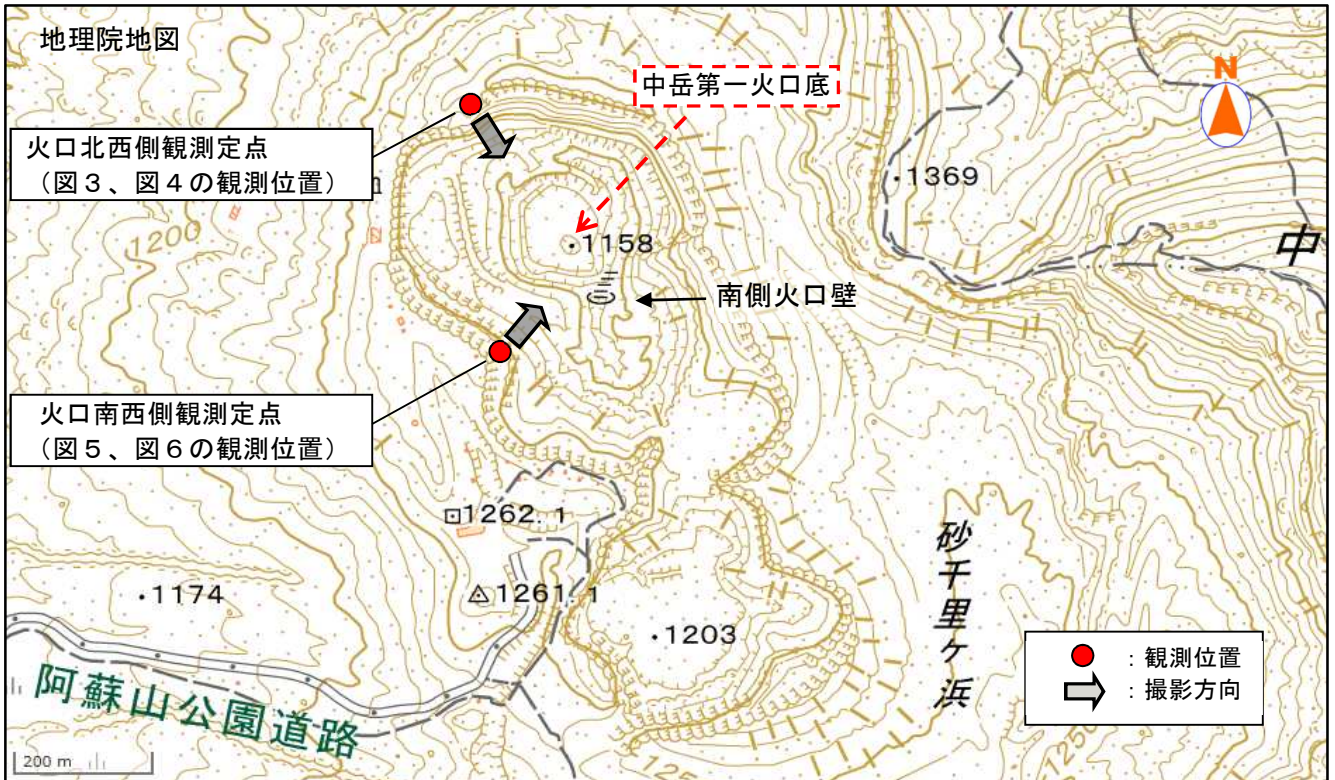 地理院地図
中岳第一火口底
N
火口北西側観測定点
（図３、図４の観測位置）
1369
1200
1158
中
南側火口壁
火口南西側観測定点
（図５、図６の観測位置）
1262.1
砂千里ヶ浜
1174
1261.1
1203
：観測位置
：撮影方向
阿蘇山公園道路
200 m
1250